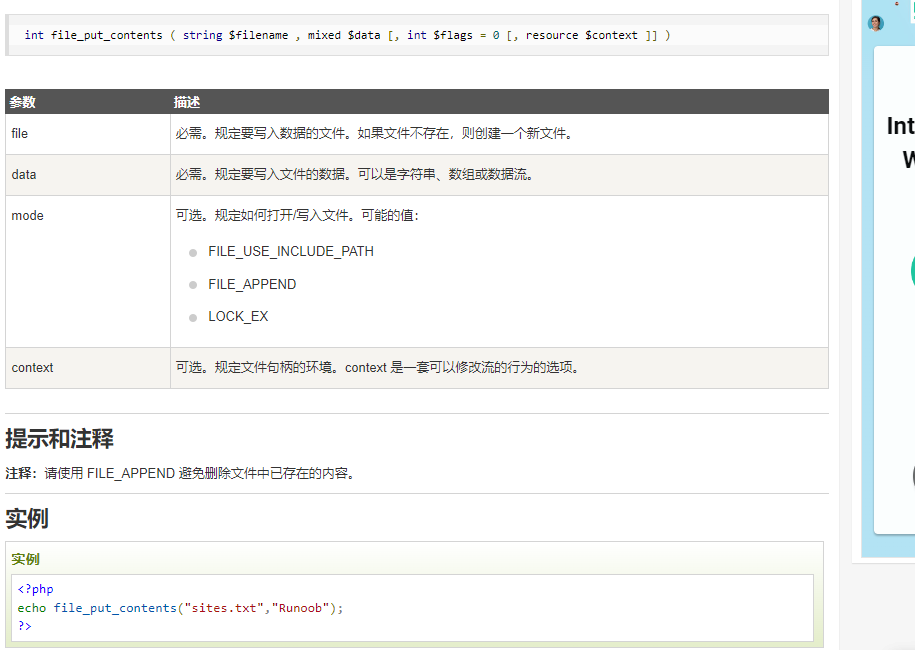 int file_put_contents ( string $filename , mixed $data [, int $flags = 0 [, resource $context ]] )
参数 描述
file 必需。规定要写入数据的文件。如果文件不存在，则创建一个新文件。
data 必需。规定要写入文件的数据。可以是字符串、数组或数据流。
mode 可选。规定如何打开/写入文件。可能的值：
FILE_USE_INCLUDE_PATH
FILE_APPEND
LOCK_EX
context 可选。规定文件句柄的环境。context 是一套可以修改流的行为的选项。
提示和注释
注释：请使用 FILE_APPEND 避免删除文件中已存在的内容。
实例
实例
<?php
echo file_put_contents("sites.txt","Runoob");
?>
Int
W